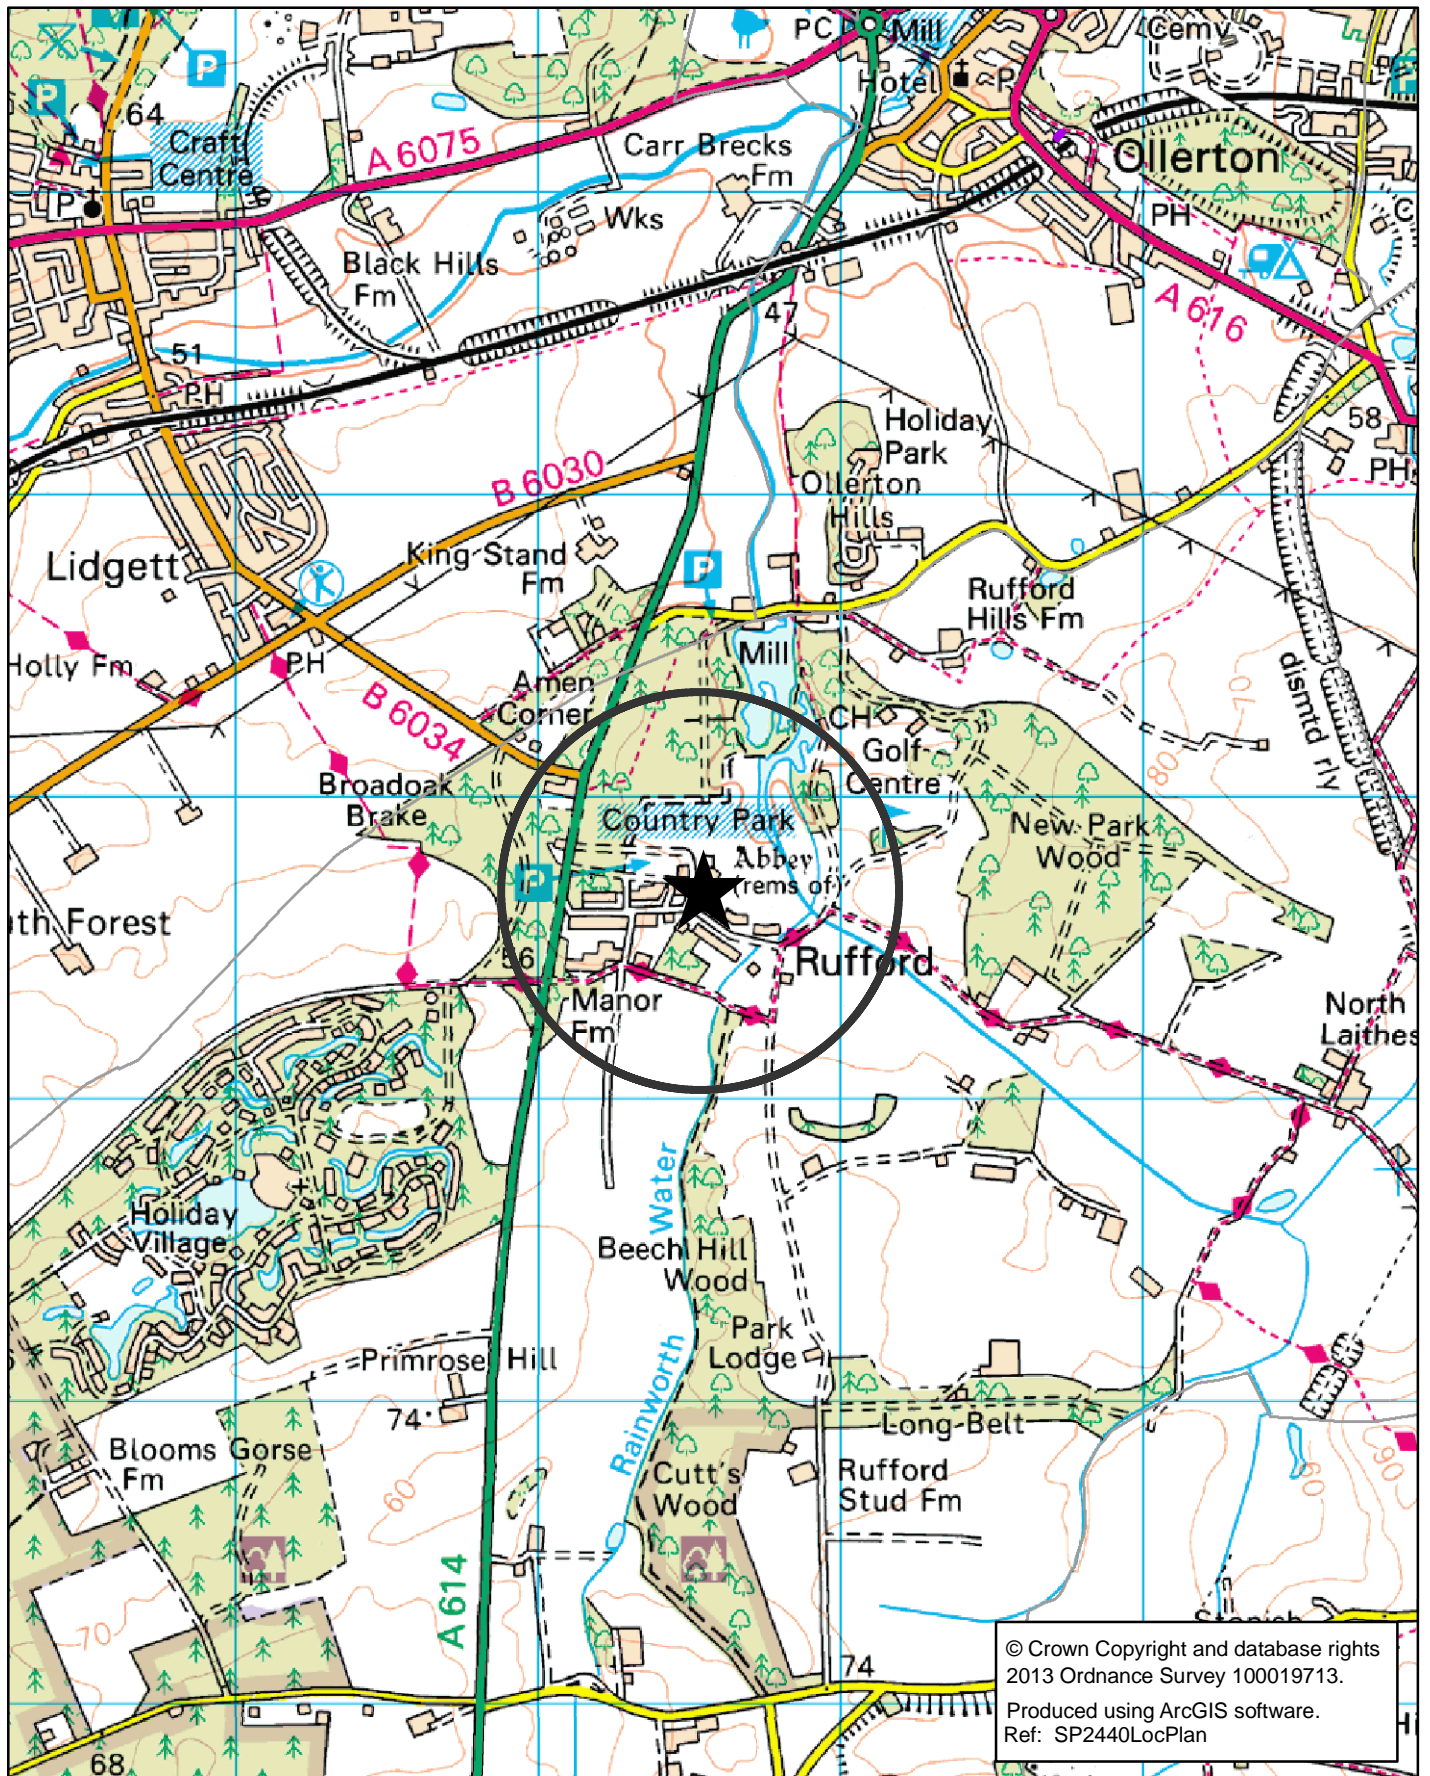 PC
Mill
Cemy
P
P
64
Hotel
P
Craft
Centre
A 6075
Carr Brecks
Fm
Ollerton
P
Wks
PH
Black Hills
Fm
A 616
47
51
PH
Holiday
Park
58
PH
B 6030
Ollerton
Hills
Lidgett
King Stand
Fm
P
Rufford
Hills Fm
Holly Fm
PH
Mill
dismtd rly
Amen
Corner
70
B 6034
CH
Golf
Centre
80
Broadoak
Brake
Country Park
New Park
Wood
Abbey
(rems of)
P
th Forest
56
Rufford
Manor
Fm
North
Laithes
Water
Holiday
Village
Beech Hill
Wood
Park
Lodge
Primrose Hill
Rainworth
74
Long Belt
Blooms Gorse
Fm
60
Cutt's
Wood
Rufford
Stud Fm
60
90
A 614
70
74
68
© Crown Copyright and database rights
2013 Ordnance Survey 100019713.
Produced using ArcGIS software.
Ref: SP2440LocPlan